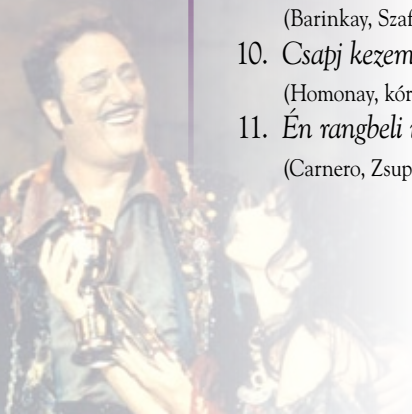 (Barinkay, Szaf
10. Csapj kezem
(Homonay, kór
11. Én rangbeli
(Carnero, Zsup